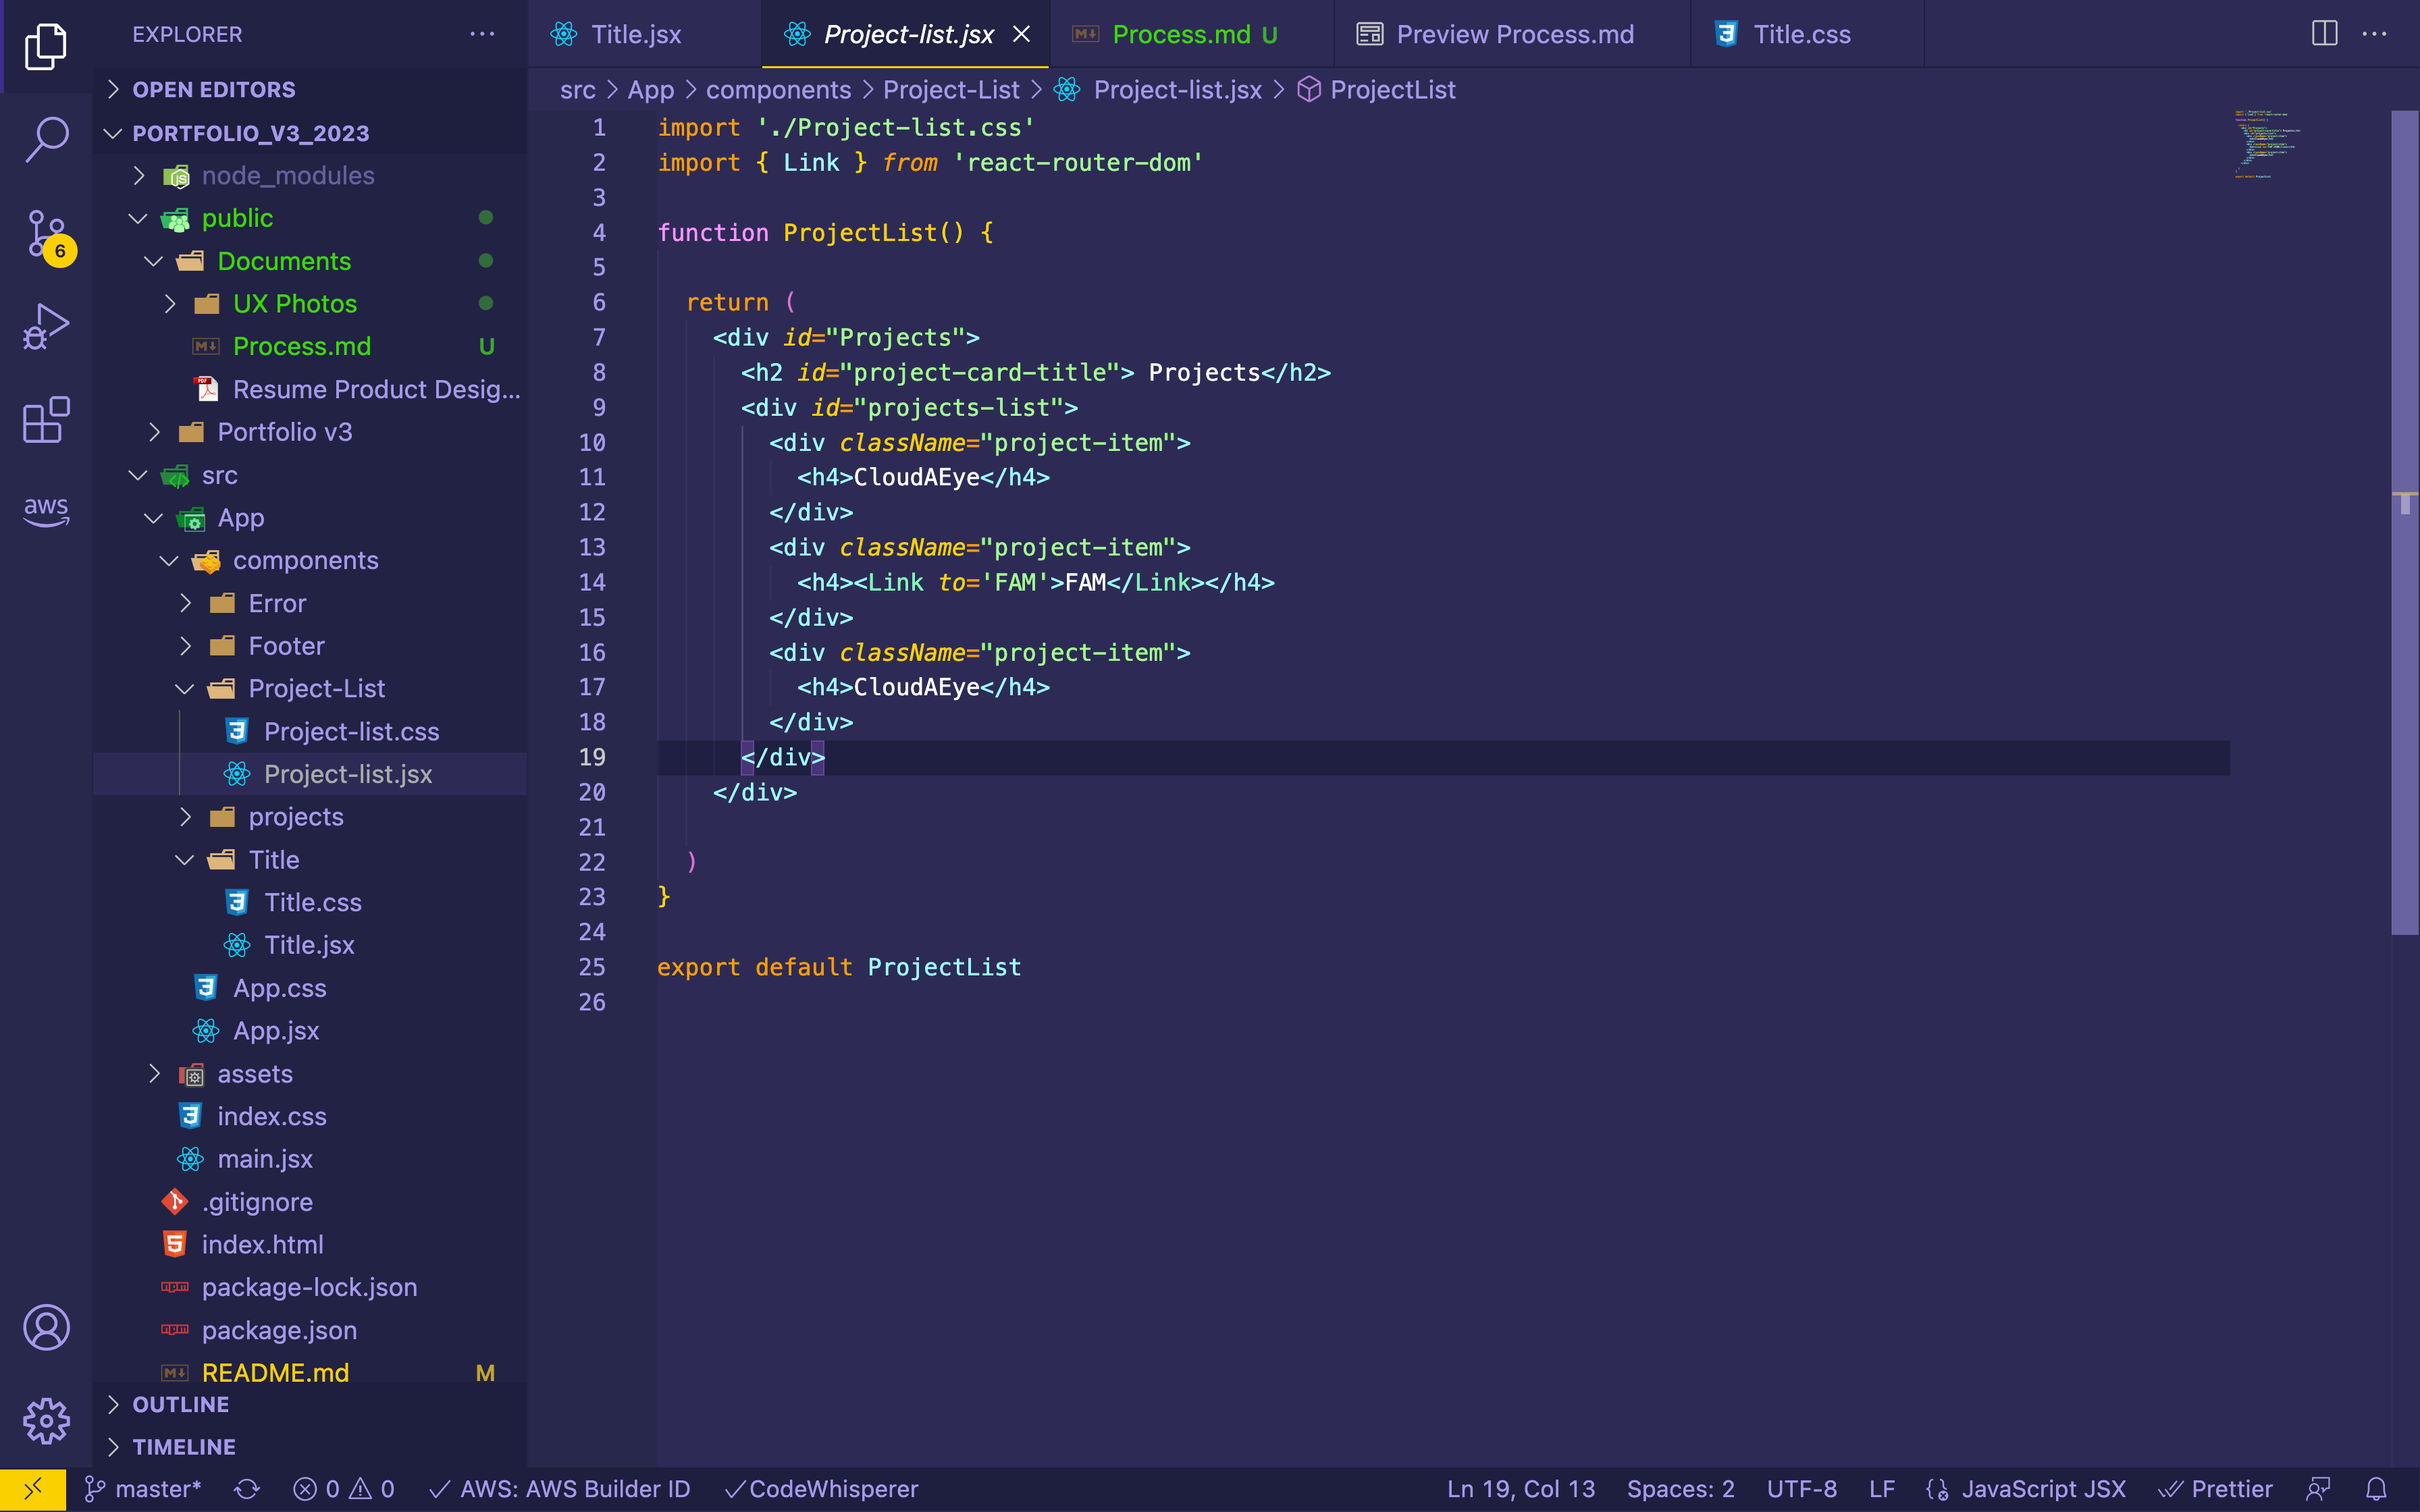 EXPLORER
OPEN EDITORS
PORTFOLIO_V3_2023
node_modules
public
Documents
UX Photos
Process.md U
Resume Product Desig...
Portfolio v3
src
App
components
Error
Footer
Project-List
Project-list.css
Project-list.jsx
projects
Title
Title.css
Title.jsx
App.css
App.jsx
assets
index.css
main.jsx
.gitignore
index.html
package-lock.json
package.json
README.md M
OUTLINE
TIMELINE
6
aws
Title.jsx
Project-list.jsx
Process.md U
Preview Process.md
Title.css
src > App > components > Project-List > Project-list.jsx > ProjectList
1 import './Project-list.css'
2 import { Link } from 'react-router-dom'
3
4 function ProjectList() {
5
6 return (
7 <div id="Projects">
8 <h2 id="project-card-title"> Projects</h2>
9 <div id="projects-list">
10 <div className="project-item">
11 <h4>CloudAEye</h4>
12 </div>
13 <div className="project-item">
14 <h4><Link to='FAM'>FAM</Link></h4>
15 </div>
16 <div className="project-item">
17 <h4>CloudAEye</h4>
18 </div>
19 </div>
20 </div>
21
22 )
23 }
24
25 export default ProjectList
26
master* 0 0 AWS: AWS Builder ID CodeWhisperer Ln 19, Col 13 Spaces: 2 UTF-8 LF JavaScript JSX Prettier